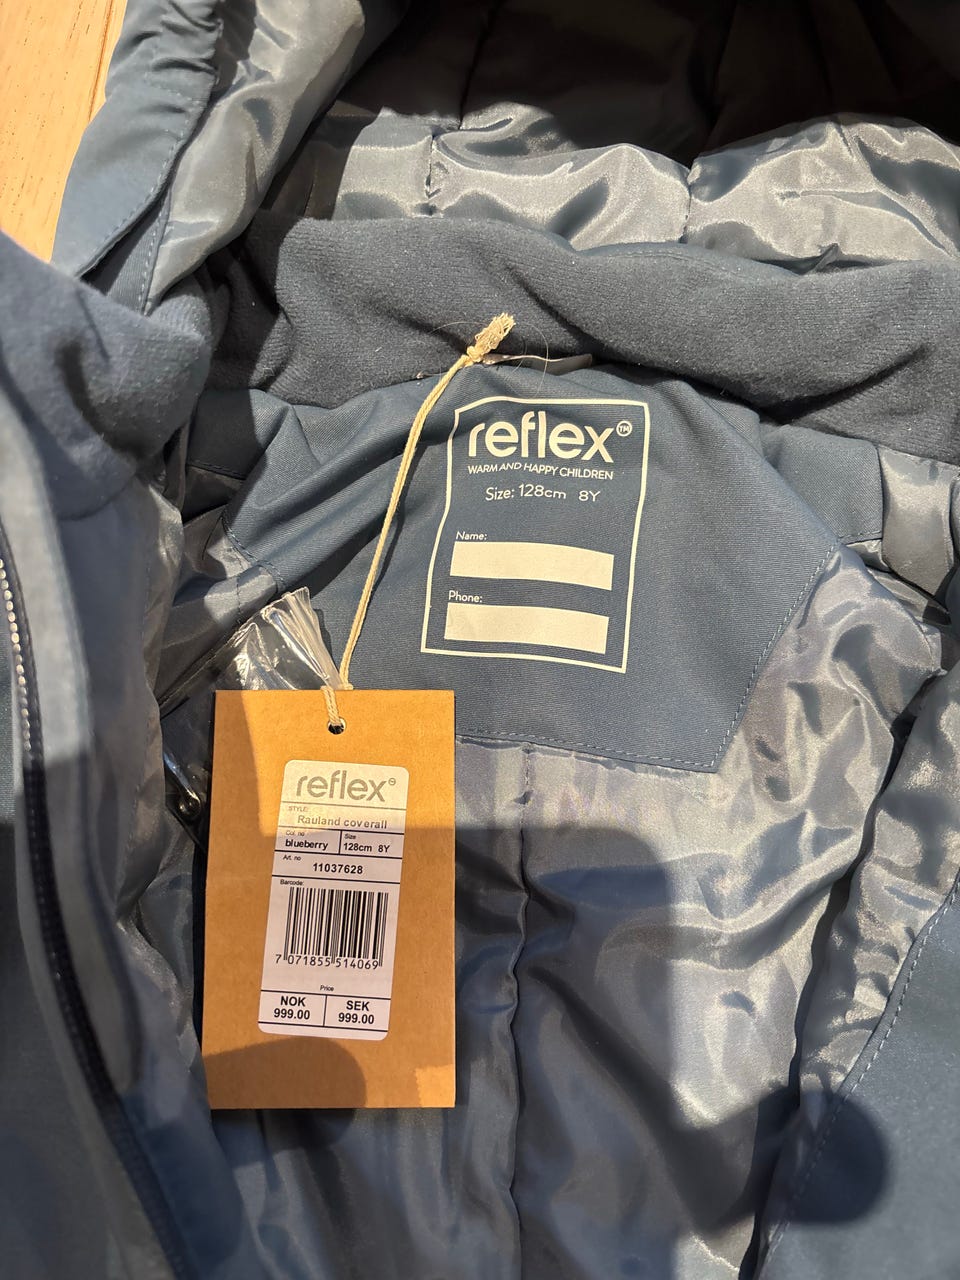 reflex™
WARM AND HAPPY CHILDREN
Size: 128cm 8Y
Name:
Phone:
reflex
STYLE:
Rauland coverall
Col. no
blueberry
Size
128cm 8Y
Art. no
11037628
Barcode:
7 071855 514069
Price
NOK
999.00
SEK
999.00